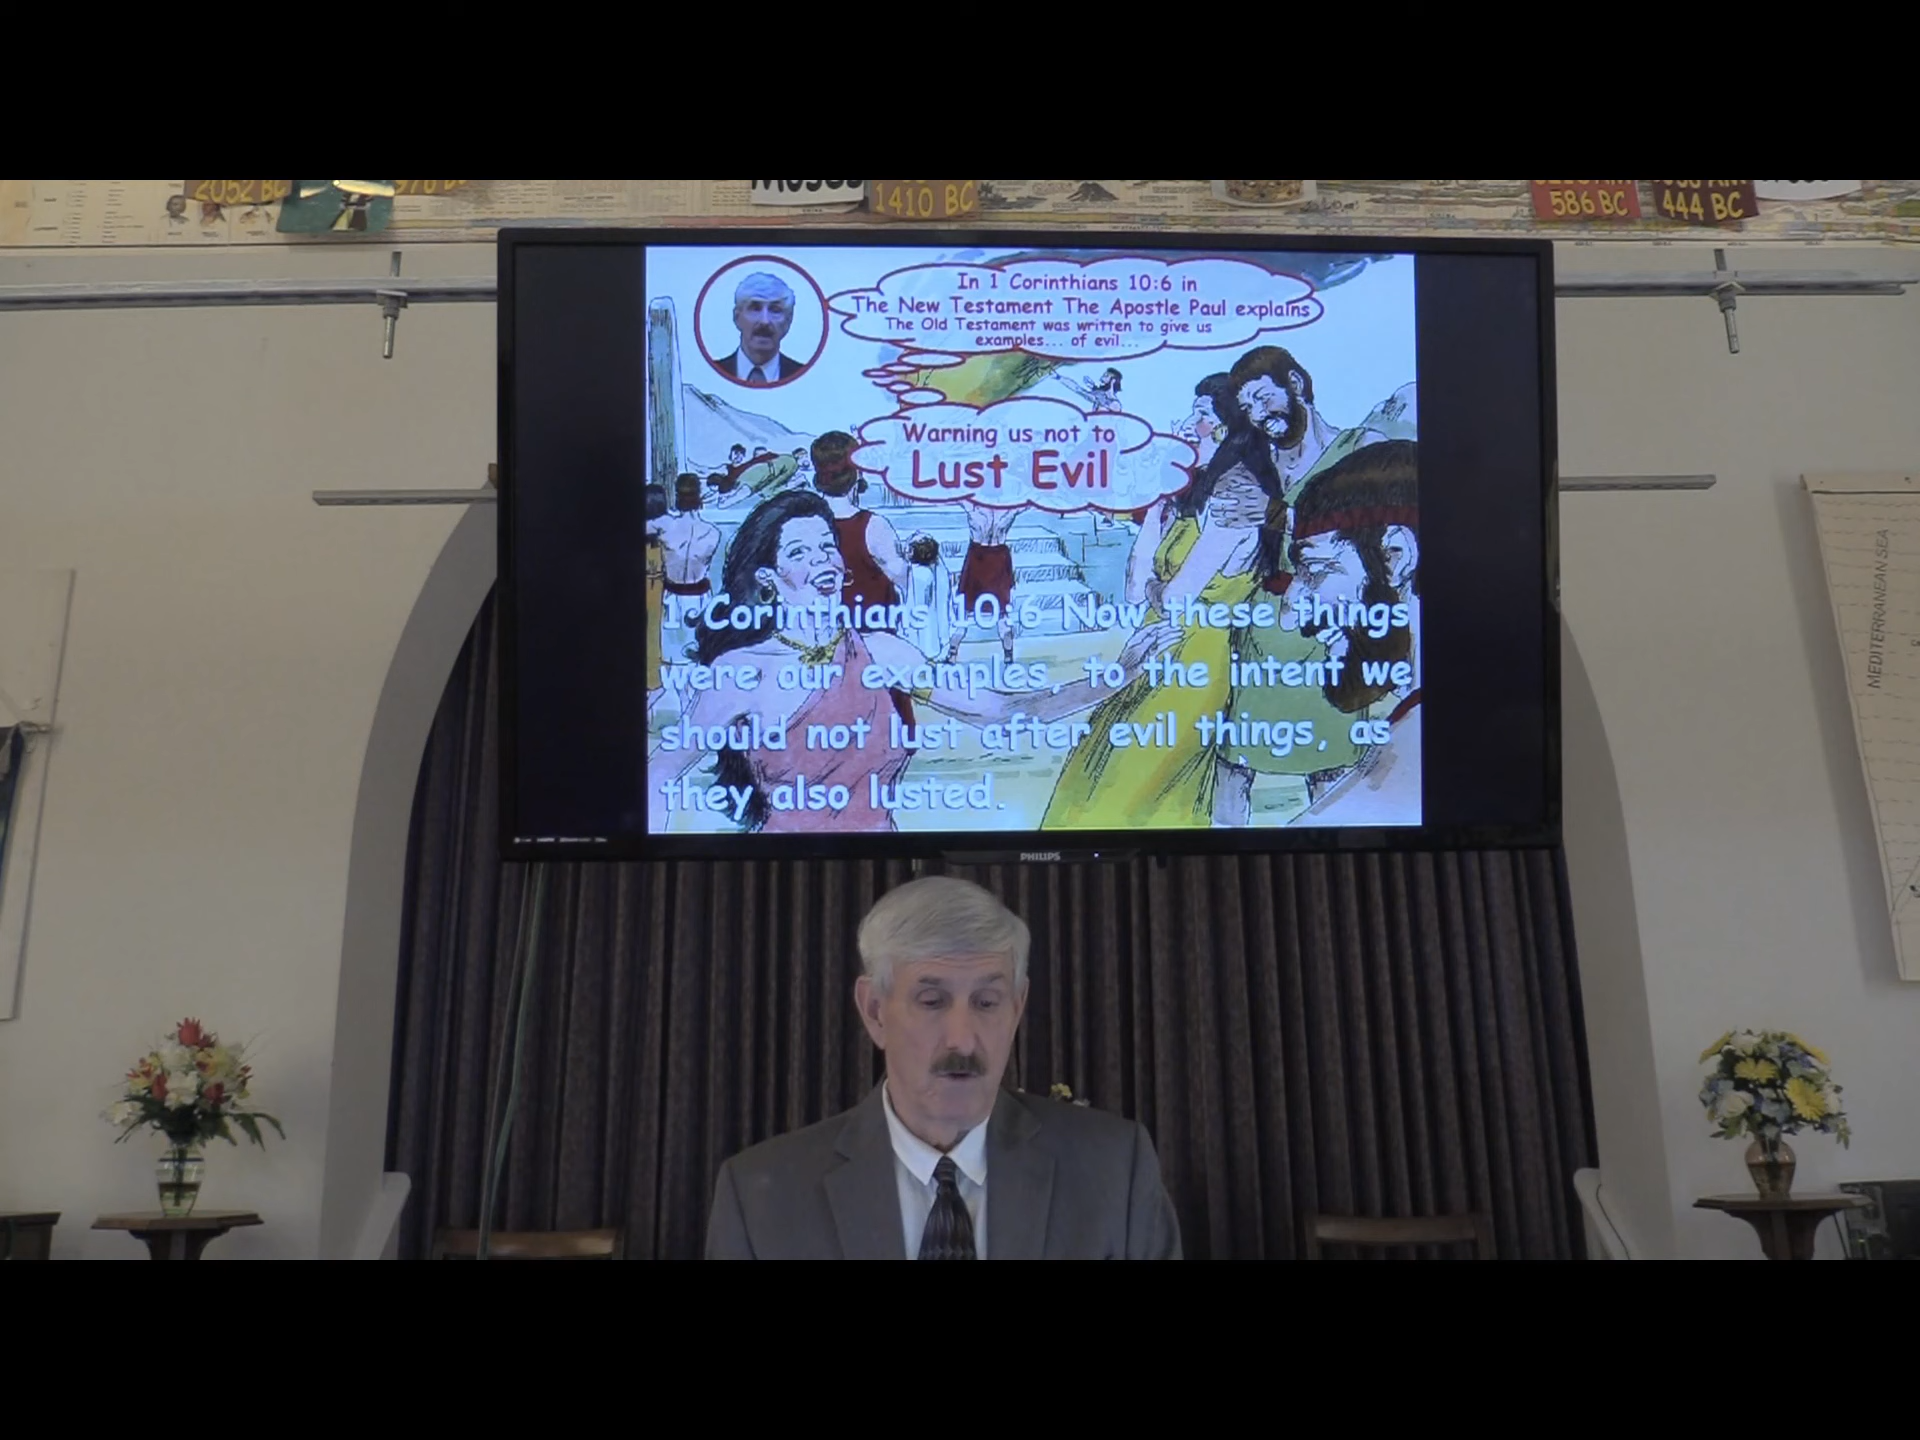 2052 BC
1410 BC
586 BC
444 BC
In 1 Corinthians 10:6 in
The New Testament The Apostle Paul explains
The Old Testament was written to give us
examples... of evil...
Warning us not to
Lust Evil
1 Corinthians 10:6 Now these things
were our examples, to the intent we
should not lust after evil things, as
they also lusted.
PHILIPS
MEDITERRANEAN SEA